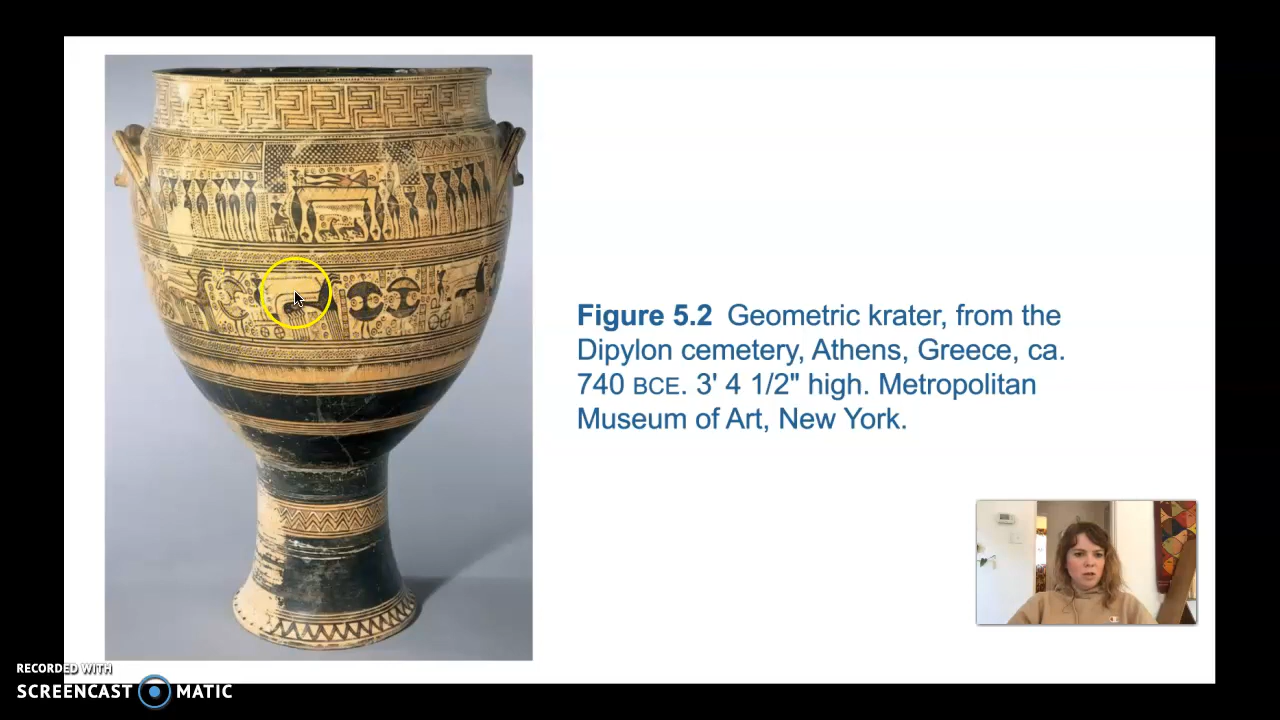 Figure 5.2 Geometric krater, from the
Dipylon cemetery, Athens, Greece, ca.
740 BCE. 3' 4 1/2" high. Metropolitan
Museum of Art, New York.
RECORDED WITH
SCREENCAST MATIC